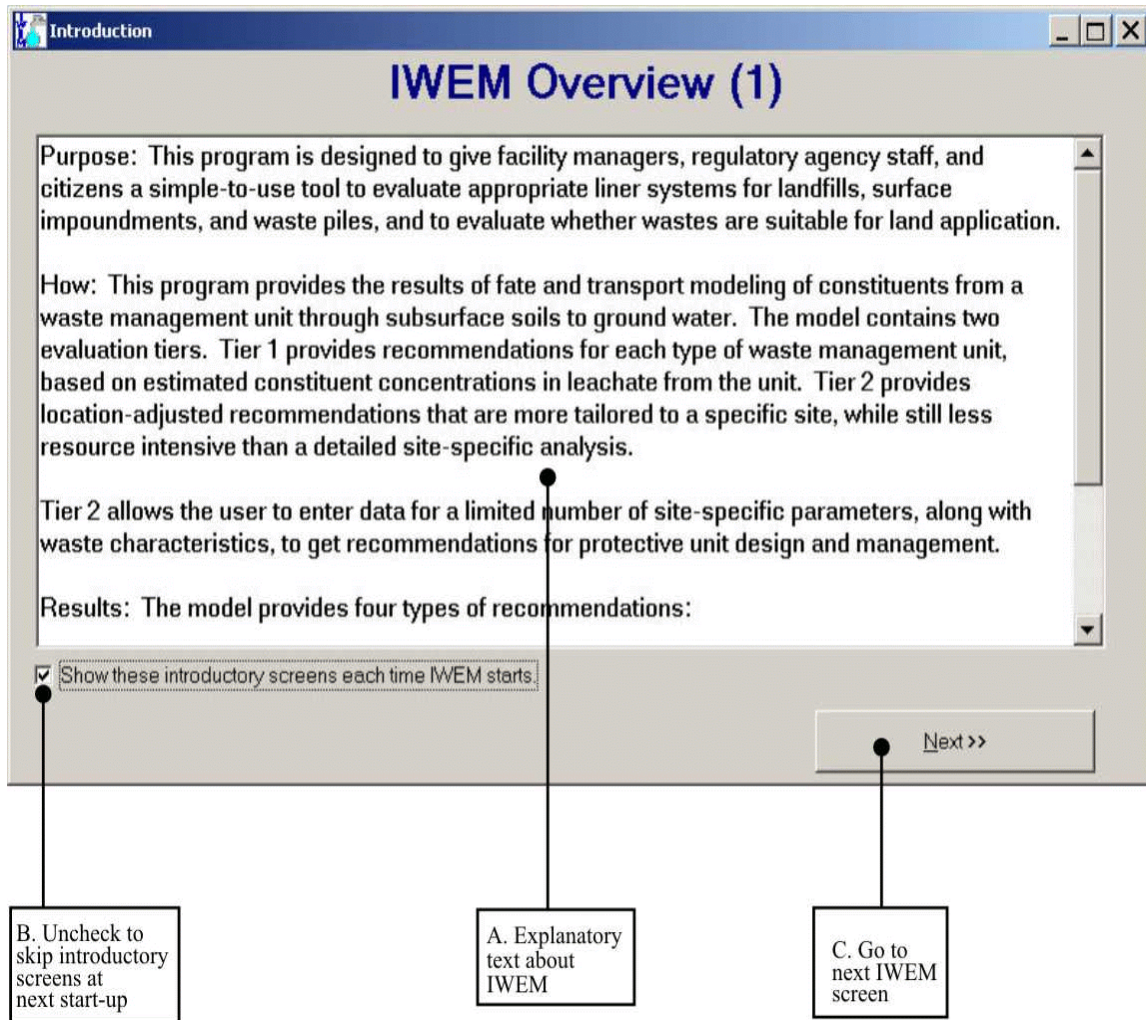 Introduction
IWEM Overview (1)
Purpose: This program is designed to give facility managers, regulatory agency staff, and
citizens a simple-to-use tool to evaluate appropriate liner systems for landfills, surface
impoundments, and waste piles, and to evaluate whether wastes are suitable for land application.
How: This program provides the results of fate and transport modeling of constituents from a
waste management unit through subsurface soils to ground water. The model contains two
evaluation tiers. Tier 1 provides recommendations for each type of waste management unit,
based on estimated constituent concentrations in leachate from the unit. Tier 2 provides
location-adjusted recommendations that are more tailored to a specific site, while still less
resource intensive than a detailed site-specific analysis.
Tier 2 allows the user to enter data for a limited number of site-specific parameters, along with
waste characteristics, to get recommendations for protective unit design and management.
Results: The model provides four types of recommendations:
Show these introductory screens each time IWEM starts.
Next >>
B. Uncheck to
skip introductory
screens at
next start-up
A. Explanatory
text about
IWEM
C. Go to
next IWEM
screen